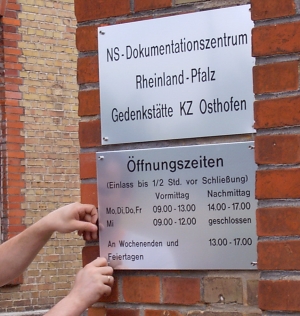 NS-Dokumentationszentrum
Rheinland-Pfalz
Gedenkstätte KZ Osthofen
Öffnungszeiten
(Einlass bis 1/2 Std. vor Schließung)
Vormittag Nachmittag
Mo,Di,Do,Fr 09.00-13.00 14.00-17.00
Mi 09.00-12.00 geschlossen
An Wochenenden und 13.00-17.00
Feiertagen